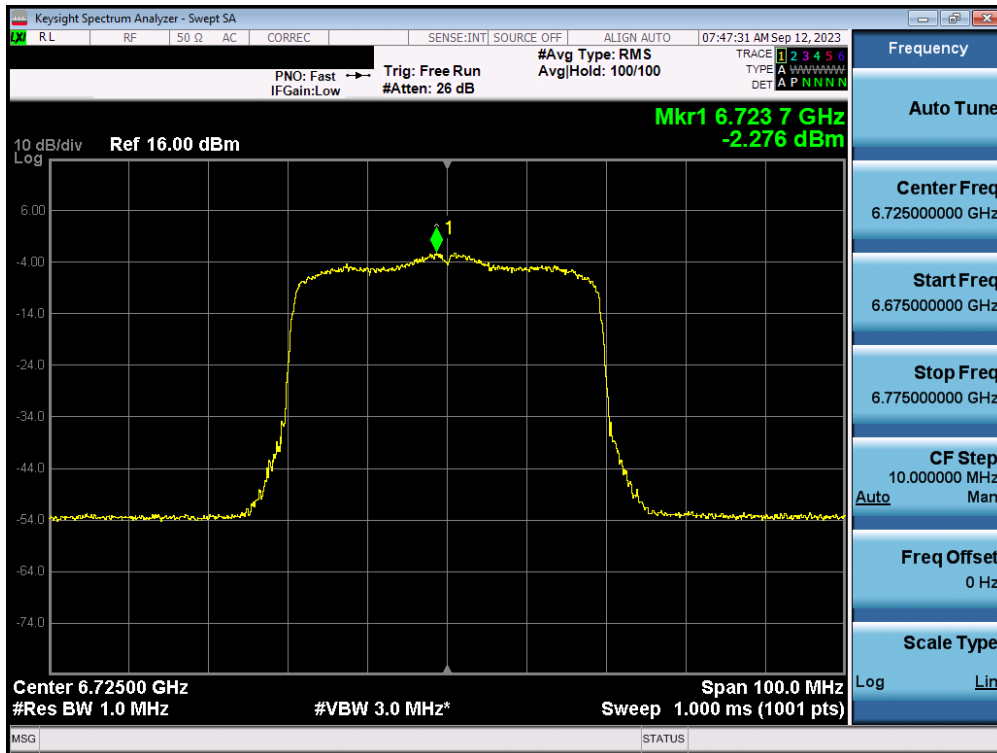 Keysight Spectrum Analyzer - Swept SA
LXI RL RF 50 Ω AC CORREC SENSE:INT SOURCE OFF ALIGN AUTO 07:47:31 AM Sep 12, 2023
PNO: Fast
IFGain:Low
Trig: Free Run
#Atten: 26 dB
#Avg Type: RMS
Avg|Hold: 100/100
TRACE 1 2 3 4 5 6
TYPE A WWWWW
DET A P N N N N
Mkr1 6.723 7 GHz
-2.276 dBm
10 dB/div
Log
Ref 16.00 dBm
1
6.00
-4.00
-14.0
-24.0
-34.0
-44.0
-54.0
-64.0
-74.0
Center 6.72500 GHz
#Res BW 1.0 MHz
#VBW 3.0 MHz*
Span 100.0 MHz
Sweep 1.000 ms (1001 pts)
MSG STATUS
Frequency
Auto Tune
Center Freq
6.725000000 GHz
Start Freq
6.675000000 GHz
Stop Freq
6.775000000 GHz
CF Step
10.000000 MHz
Auto Man
Freq Offset
0 Hz
Scale Type
Log Lin